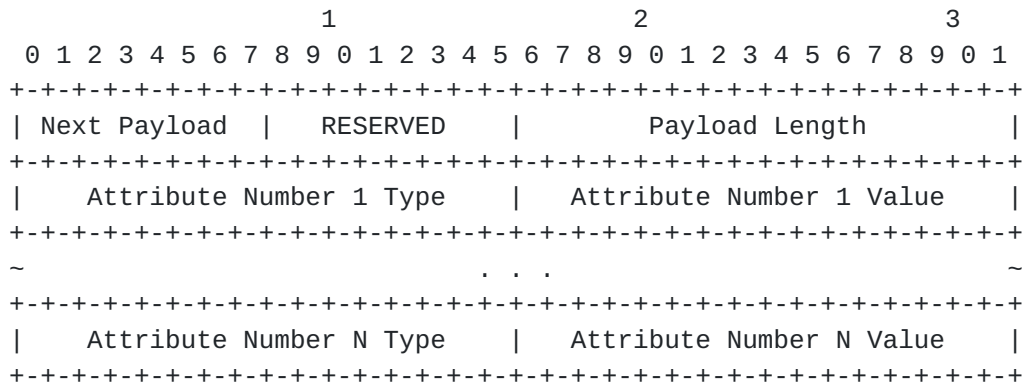 1                   2                   3
 0 1 2 3 4 5 6 7 8 9 0 1 2 3 4 5 6 7 8 9 0 1 2 3 4 5 6 7 8 9 0 1
+-+-+-+-+-+-+-+-+-+-+-+-+-+-+-+-+-+-+-+-+-+-+-+-+-+-+-+-+-+-+-+-+
| Next Payload  |   RESERVED    |        Payload Length         |
+-+-+-+-+-+-+-+-+-+-+-+-+-+-+-+-+-+-+-+-+-+-+-+-+-+-+-+-+-+-+-+-+
|    Attribute Number 1 Type    |   Attribute Number 1 Value    |
+-+-+-+-+-+-+-+-+-+-+-+-+-+-+-+-+-+-+-+-+-+-+-+-+-+-+-+-+-+-+-+-+
~                             . . .                             ~
+-+-+-+-+-+-+-+-+-+-+-+-+-+-+-+-+-+-+-+-+-+-+-+-+-+-+-+-+-+-+-+-+
|    Attribute Number N Type    |   Attribute Number N Value    |
+-+-+-+-+-+-+-+-+-+-+-+-+-+-+-+-+-+-+-+-+-+-+-+-+-+-+-+-+-+-+-+-+